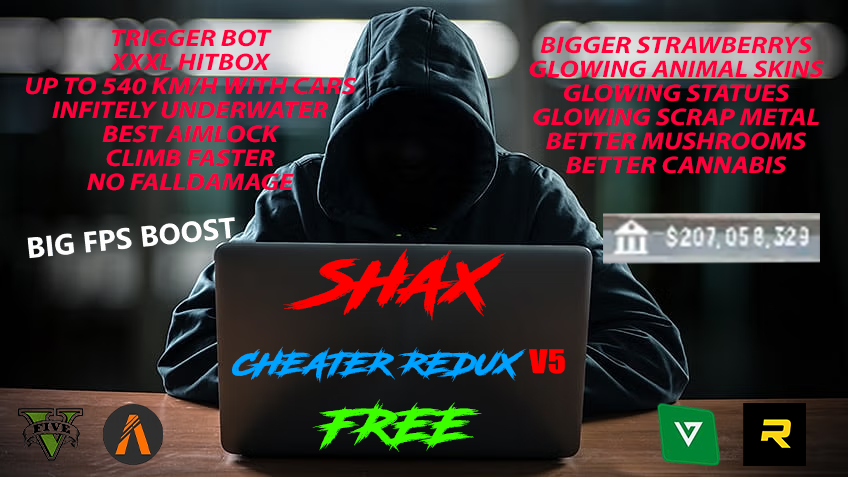 TRIGGER BOT
XXXL HITBOX
UP TO 540 KM/H WITH CARS
INFITELY UNDERWATER
BEST AIMLOCK
CLIMB FASTER
NO FALLDAMAGE
BIGGER STRAWBERRYS
GLOWING ANIMAL SKINS
GLOWING STATUES
GLOWING SCRAP METAL
BETTER MUSHROOMS
BETTER CANNABIS
BIG FPS BOOST
$207,058,329
SHAX
CHEATER REDUX V5
FREE
V
FIVE
V
R